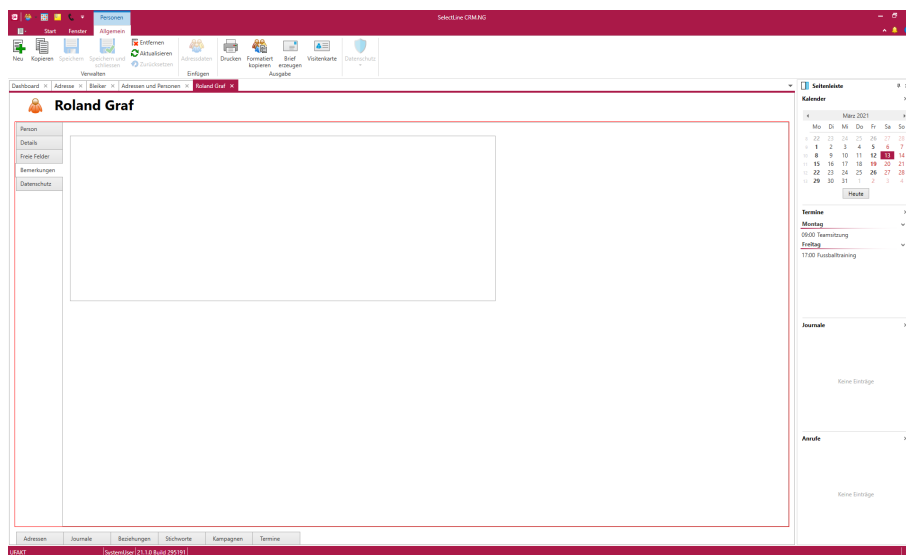 Personen
SelectLine CRM.NG
Start Fenster Allgemein
Neu Kopieren Speichern Speichern und schliessen Entfernen Aktualisieren Zurücksetzen Adressdaten Drucken Formatiert kopieren Brief erzeugen Visitenkarte Datenschutz
Verwalten Einfügen Ausgabe
Dashboard × Adresse × Bleiker × Adressen und Personen × Roland Graf ×
Roland Graf
Person
Details
Freie Felder
Bemerkungen
Datenschutz
Seitenleiste
Kalender
März 2021
Mo Di Mi Do Fr Sa So
22 23 24 25 26 27 28
1 2 3 4 5 6 7
8 9 10 11 12 13 14
15 16 17 18 19 20 21
22 23 24 25 26 27 28
29 30 31 1 2 3 4
Heute
Termine
Montag
09:00 Teamsitzung
Freitag
17:00 Fussballtraining
Journale
Keine Einträge
Anrufe
Keine Einträge
Adressen Journale Beziehungen Stichworte Kampagnen Termine
UFAKT SystemUser 21.1.0 Build 295191